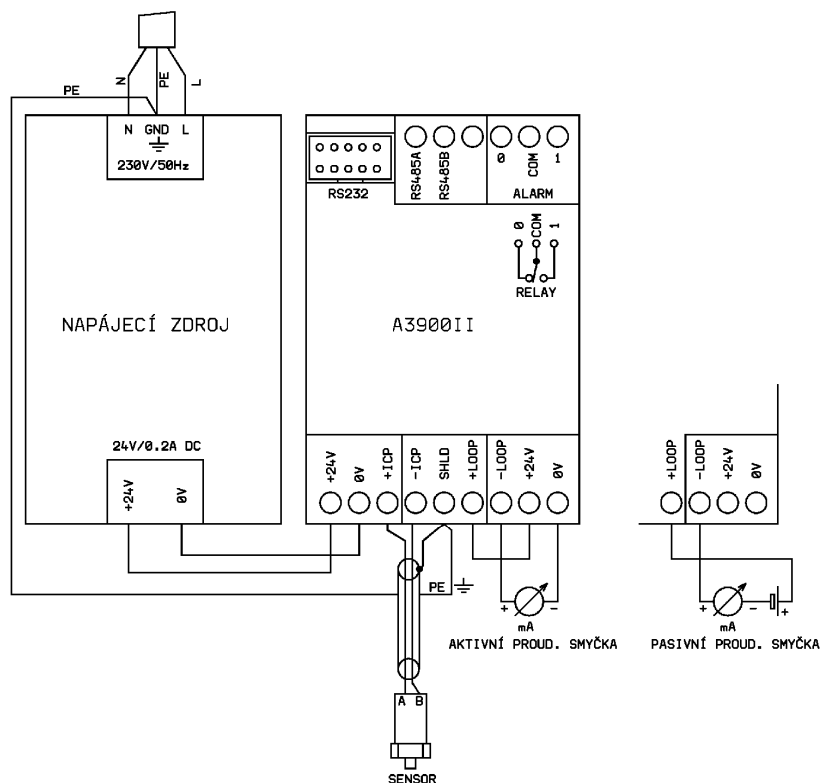 N
PE
L
PE
N GND L
230V/50Hz
NAPÁJECÍ ZDROJ
24V/0.2A DC
+24V
0V
RS232
RS485A
RS485B
0
COM
1
ALARM
0
COM
1
RELAY
A3900II
+24V
0V
+ICP
-ICP
SHLD
+LOOP
-LOOP
+24V
0V
PE
+
-
mA
AKTIVNÍ PROUD. SMYČKA
A B
SENSOR
+LOOP
-LOOP
+24V
0V
+
-
+
mA
PASIVNÍ PROUD. SMYČKA